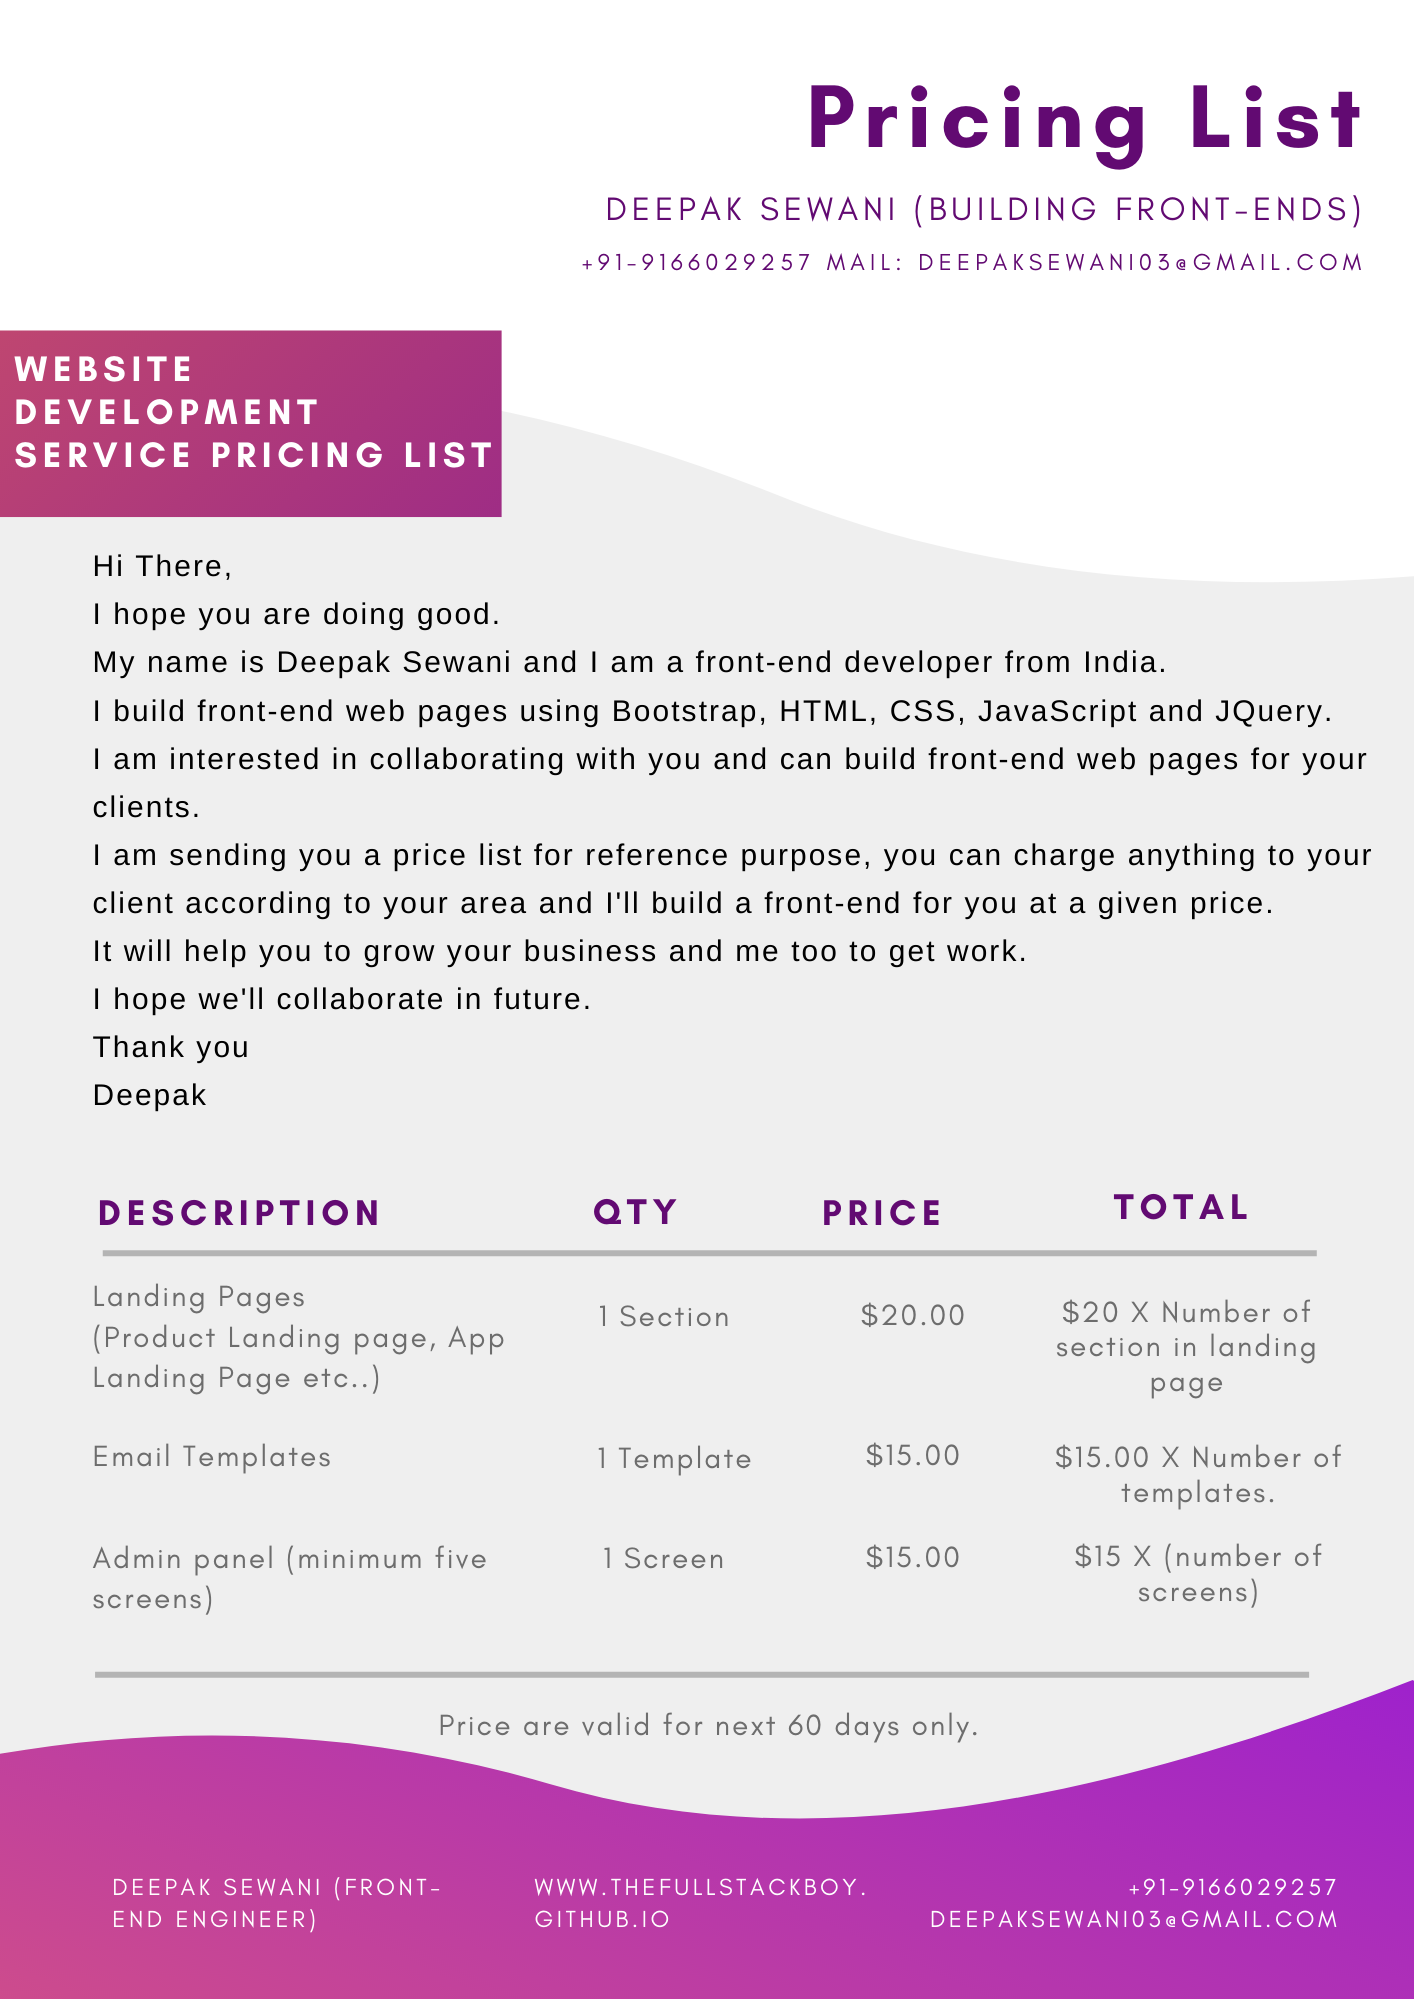 Pricing List
DEEPAK SEWANI (BUILDING FRONT-ENDS)
+91-9166029257 MAIL: DEEPAKSEWANI03@GMAIL.COM
WEBSITE
DEVELOPMENT
SERVICE PRICING LIST
Hi There,
I hope you are doing good.
My name is Deepak Sewani and I am a front-end developer from India.
I build front-end web pages using Bootstrap, HTML, CSS, JavaScript and JQuery.
I am interested in collaborating with you and can build front-end web pages for your
clients.
I am sending you a price list for reference purpose, you can charge anything to your
client according to your area and I'll build a front-end for you at a given price.
It will help you to grow your business and me too to get work.
I hope we'll collaborate in future.
Thank you
Deepak
DESCRIPTION QTY PRICE TOTAL
Landing Pages
(Product Landing page, App
Landing Page etc..)
1 Section
$20.00
$20 X Number of
section in landing
page
Email Templates
1 Template
$15.00
$15.00 X Number of
templates.
Admin panel (minimum five
screens)
1 Screen
$15.00
$15 X (number of
screens)
Price are valid for next 60 days only.
DEEPAK SEWANI (FRONT-
END ENGINEER)
WWW.THEFULLSTACKBOY.
GITHUB.IO
+91-9166029257
DEEPAKSEWANI03@GMAIL.COM